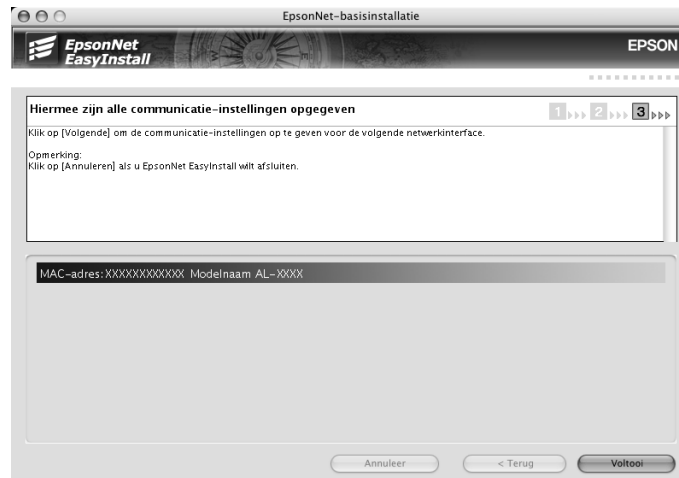 EpsonNet-basisinstallatie
EpsonNet
EasyInstall
EPSON
Hiermee zijn alle communicatie-instellingen opgegeven
1 2 3
Klik op [Volgende] om de communicatie-instellingen op te geven voor de volgende netwerkinterface.
Opmerking:
Klik op [Annuleren] als u EpsonNet EasyInstall wilt afsluiten.
MAC-adres:XXXXXXXXXXXX Modelnaam AL-XXXX
Annuleer
< Terug
Voltooi